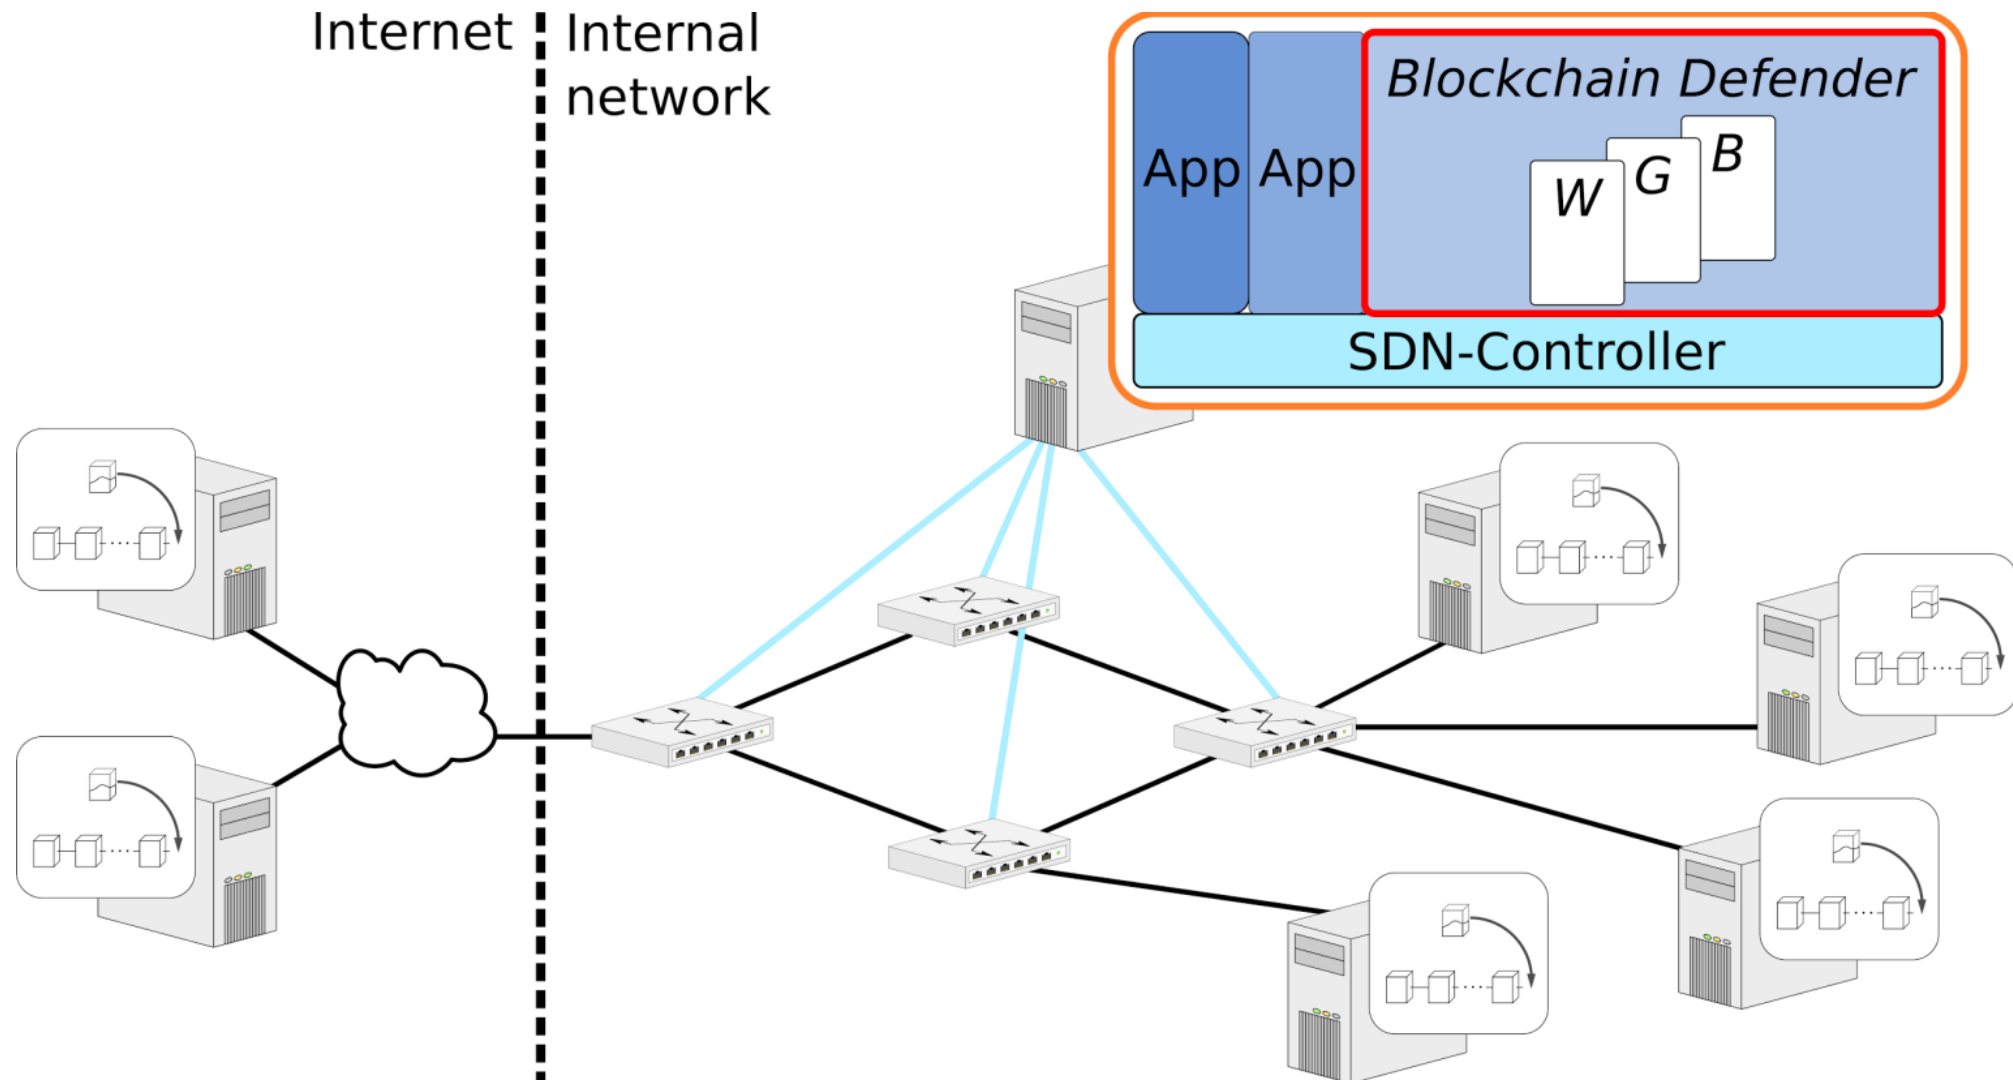 Internet
Internal
network
Blockchain Defender
App
App
W
G
B
SDN-Controller